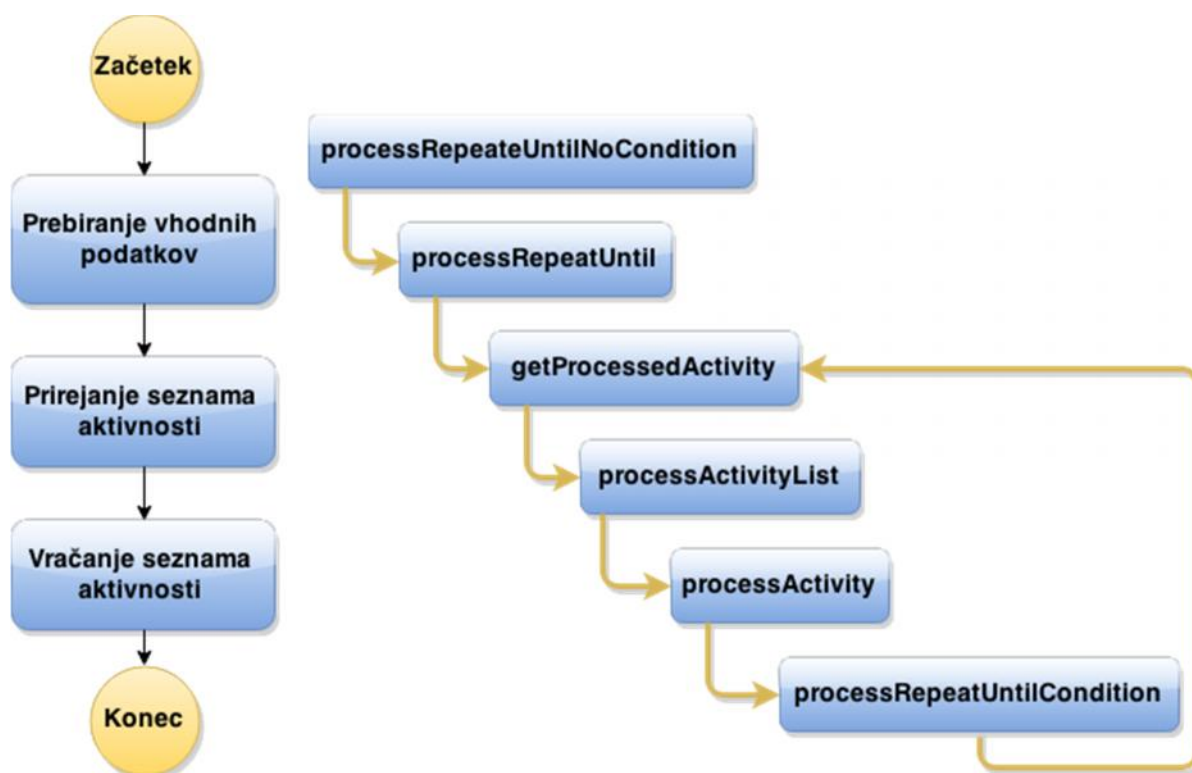 Začetek
Prebiranje vhodnih
podatkov
Prirejanje seznama
aktivnosti
Vračanje seznama
aktivnosti
Konec
processRepeateUntilNoCondition
processRepeatUntil
getProcessedActivity
processActivityList
processActivity
processRepeatUntilCondition